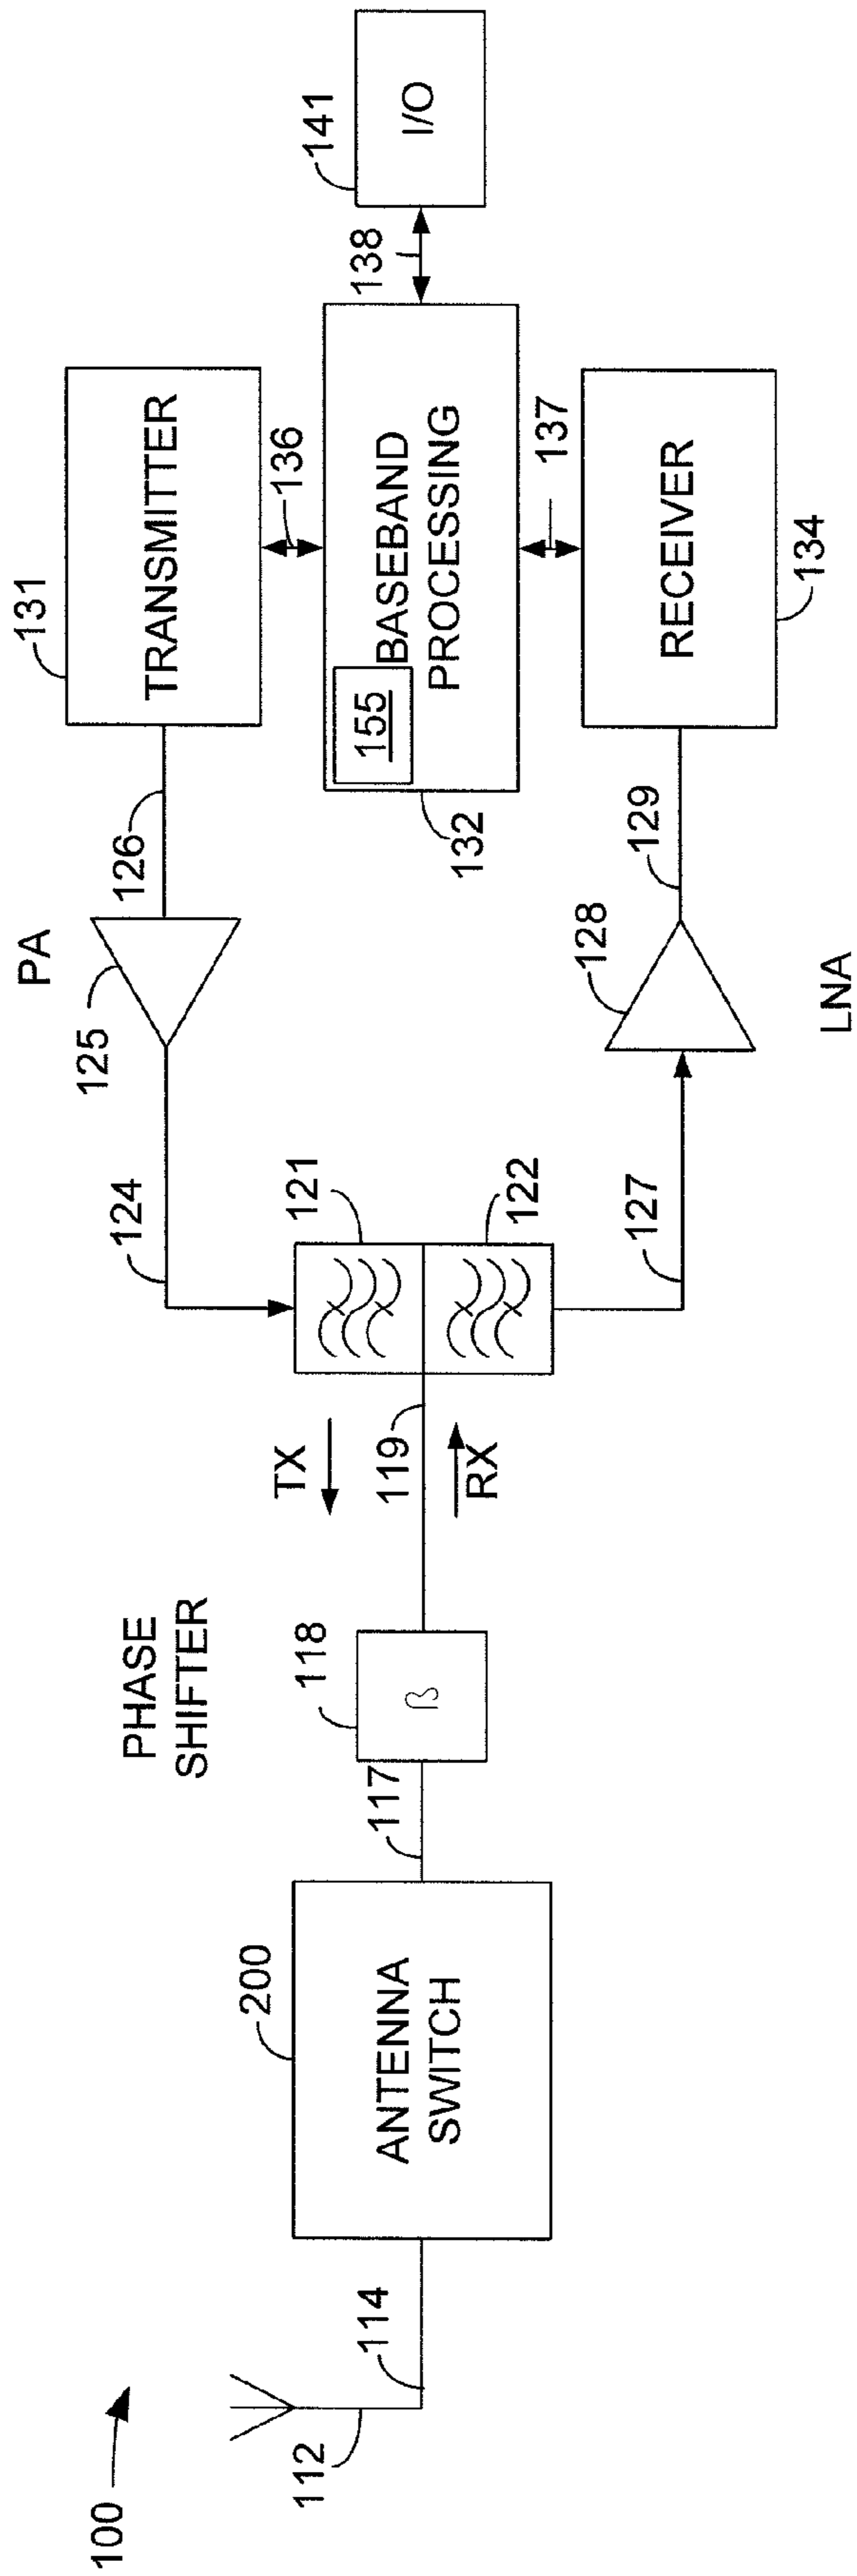 100
112
114
200
ANTENNA
SWITCH
117
PHASE
SHIFTER
118
β
119
TX
RX
121
122
124
125
PA
126
131
TRANSMITTER
136
155
BASEBAND
PROCESSING
132
138
141
I/O
137
127
128
LNA
129
RECEIVER
134